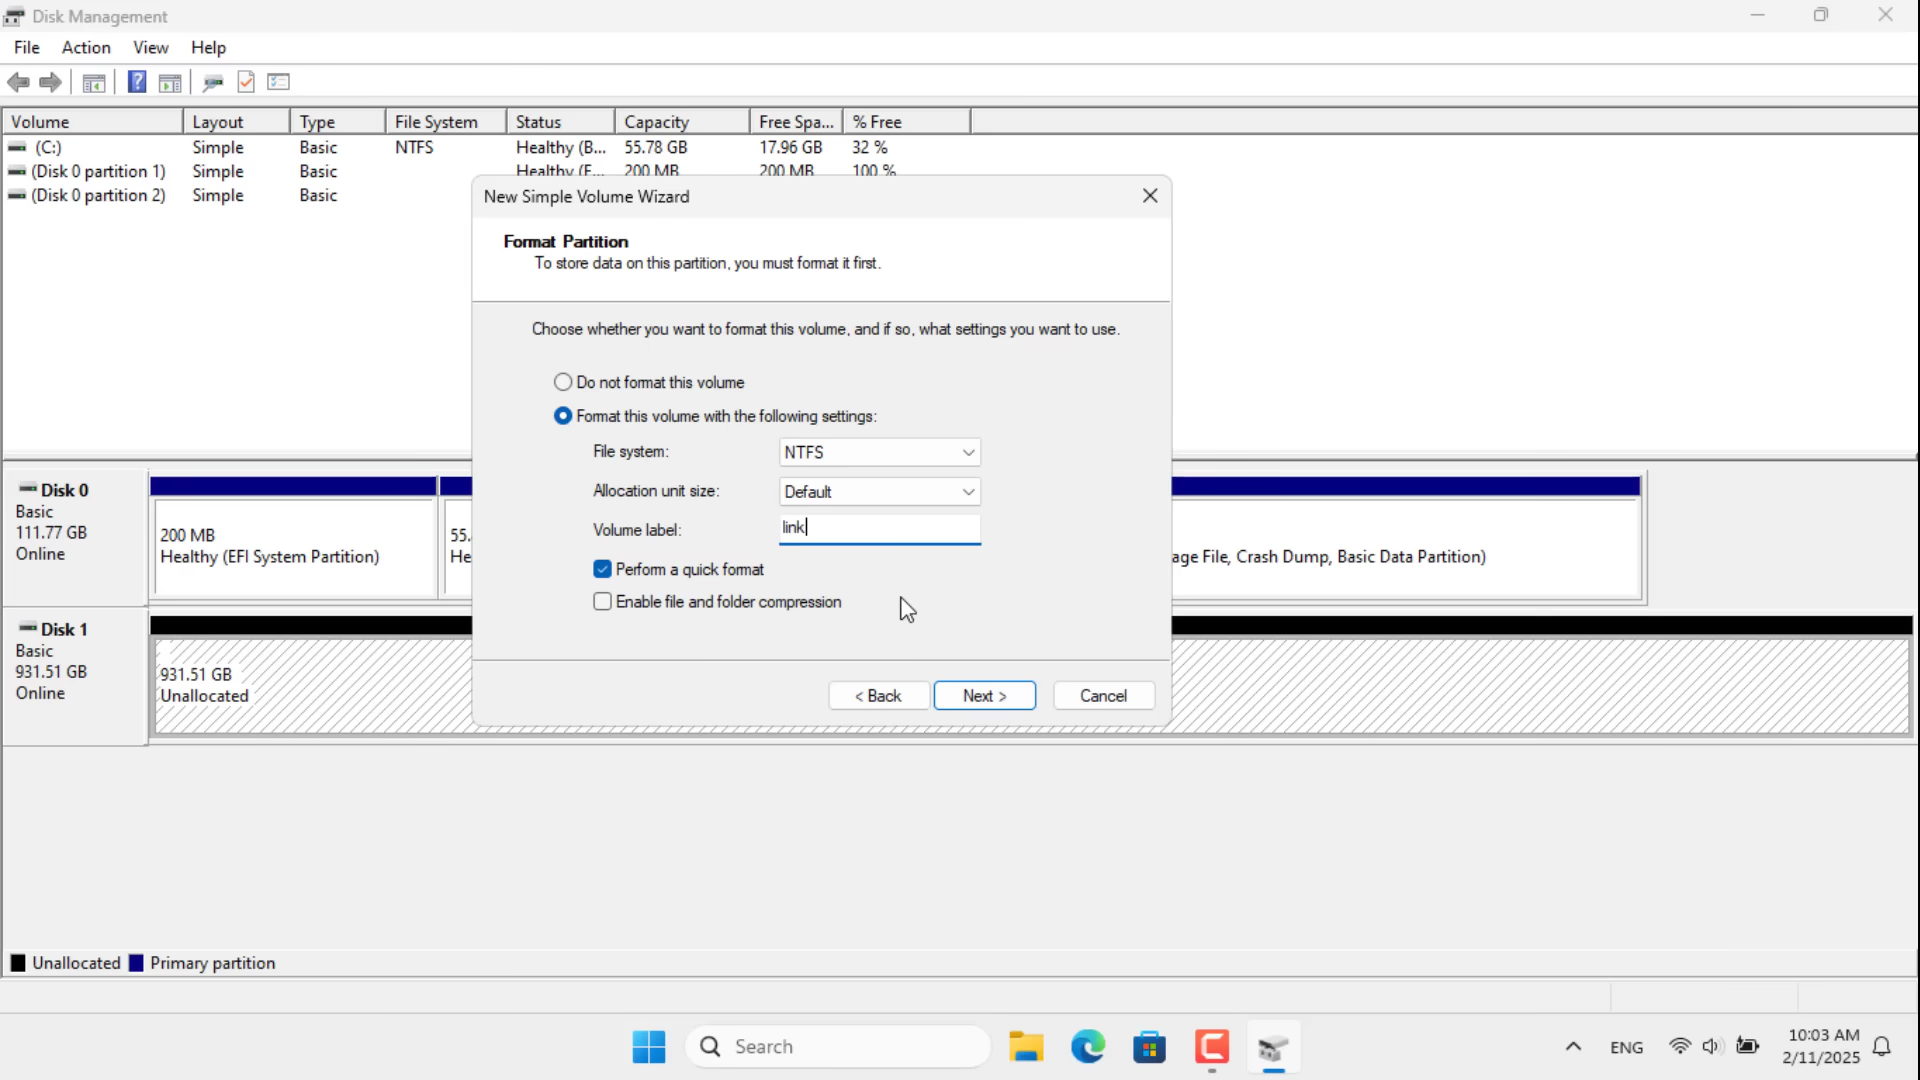 Disk Management
File Action View Help
Volume Layout Type File System Status Capacity Free Spa... % Free
(C:) Simple Basic NTFS Healthy (B... 55.78 GB 17.96 GB 32 %
(Disk 0 partition 1) Simple Basic Healthy (E... 200 MB 200 MB 100 %
(Disk 0 partition 2) Simple Basic
New Simple Volume Wizard
Format Partition
To store data on this partition, you must format it first.
Choose whether you want to format this volume, and if so, what settings you want to use.
Do not format this volume
Format this volume with the following settings:
File system: NTFS
Allocation unit size: Default
Volume label: link
Perform a quick format
Enable file and folder compression
< Back Next > Cancel
Disk 0
Basic
111.77 GB
Online
200 MB
Healthy (EFI System Partition)
55.
He
age File, Crash Dump, Basic Data Partition)
Disk 1
Basic
931.51 GB
Online
931.51 GB
Unallocated
Unallocated Primary partition
Search
ENG
10:03 AM
2/11/2025